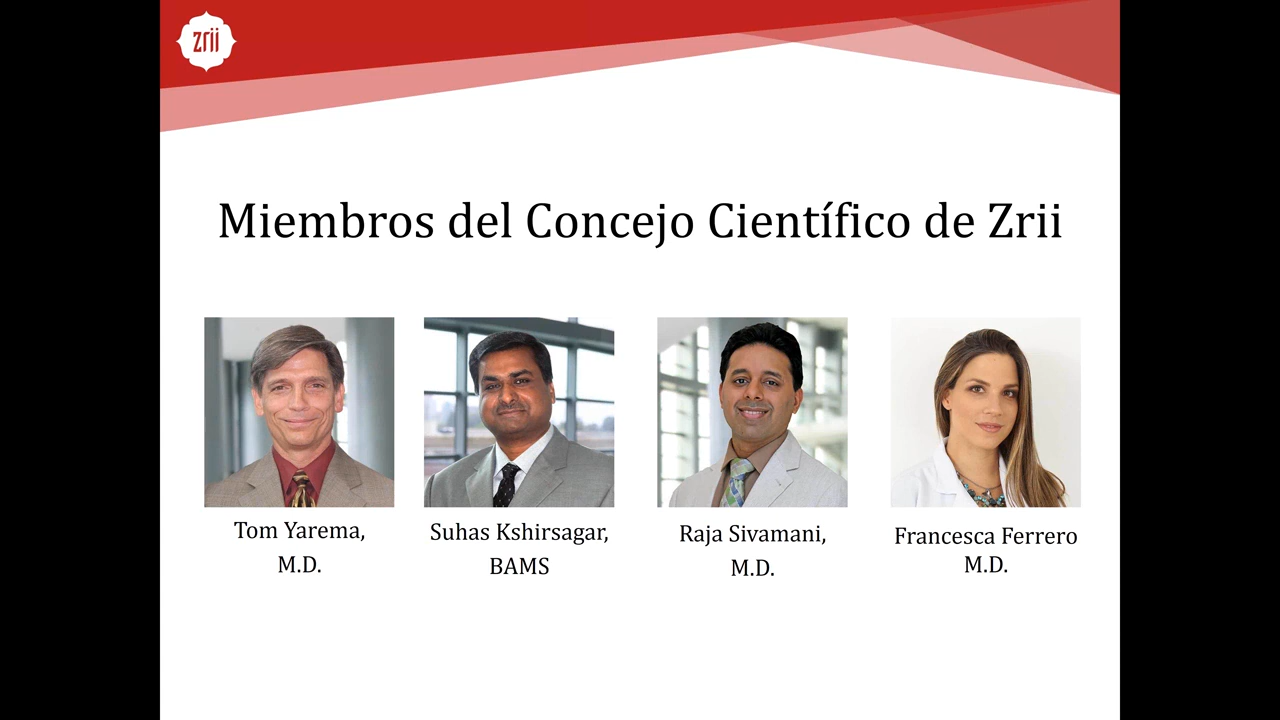 zrii
Miembros del Concejo Científico de Zrii
Tom Yarema,
M.D.
Suhas Kshirsagar,
BAMS
Raja Sivamani,
M.D.
Francesca Ferrero
M.D.